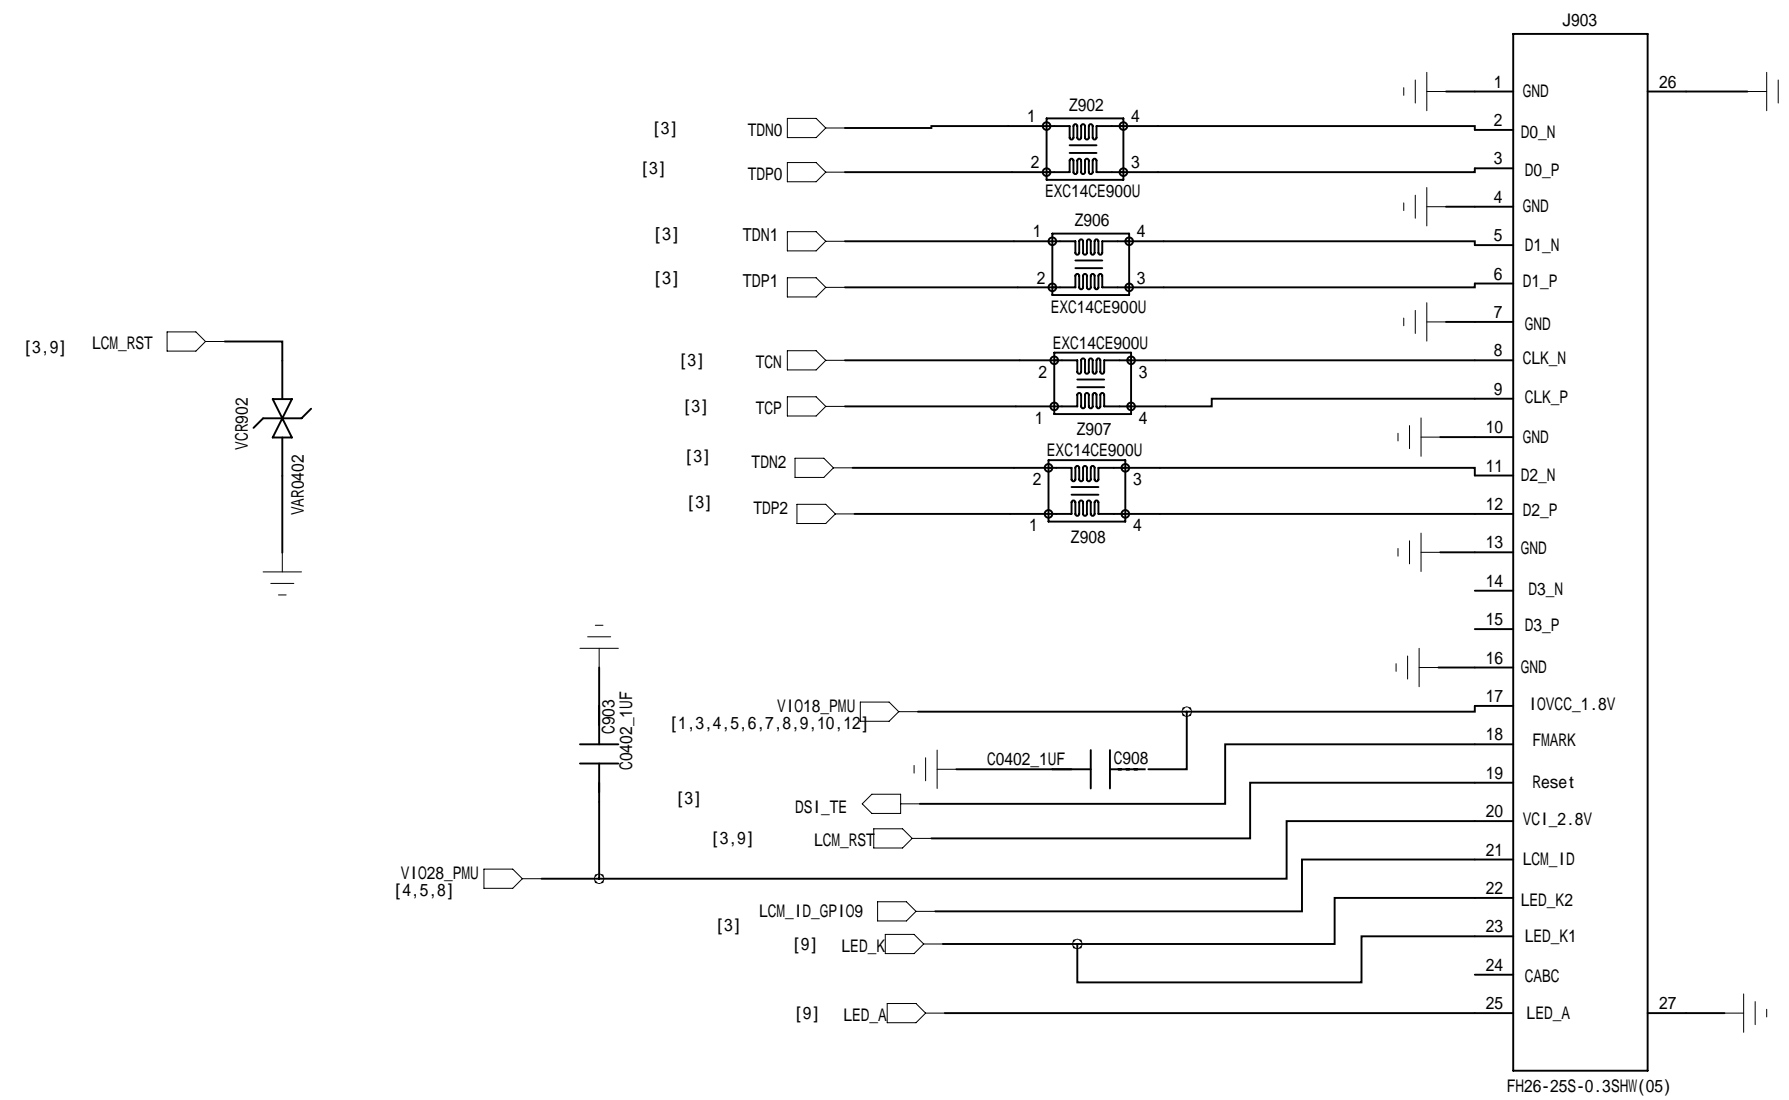 J903
1 GND 26
Z902
[3] TDN0 1 4 2 D0_N
[3] TDP0 2 3 3 D0_P
EXC14CE900U
4 GND
Z906
[3] TDN1 1 4 5 D1_N
[3] TDP1 2 3 6 D1_P
EXC14CE900U
7 GND
[3,9] LCM_RST
EXC14CE900U
[3] TCN 2 3 8 CLK_N
[3] TCP 1 4 9 CLK_P
Z907
VCR902
VAR0402
10 GND
EXC14CE900U
[3] TDN2 2 3 11 D2_N
[3] TDP2 1 4 12 D2_P
Z908
13 GND
14 D3_N
15 D3_P
16 GND
C903
C0402_1UF
VIO18_PMU 17 IOVCC_1.8V
[1,3,4,5,6,7,8,9,10,12]
18 FMARK
C0402_1UF C908
19 Reset
[3] DSI_TE
20 VCI_2.8V
[3,9] LCM_RST
21 LCM_ID
VIO28_PMU
[4,5,8]
22 LED_K2
LCM_ID_GPIO9
[3]
23 LED_K1
[9] LED_K
24 CABC
[9] LED_A 25 LED_A 27
FH26-25S-0.3SHW(05)